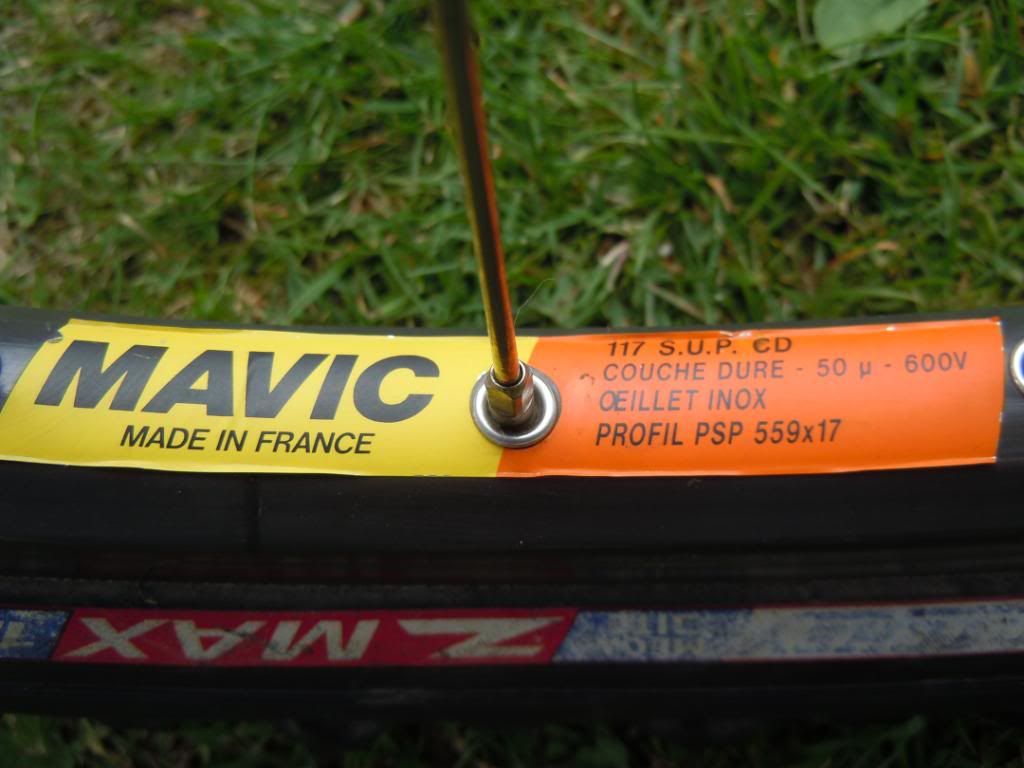 MAVIC
MADE IN FRANCE
117 S.U.P. CD
COUCHE DURE - 50 µ - 600V
ŒILLET INOX
PROFIL PSP 559x17
Z MAX